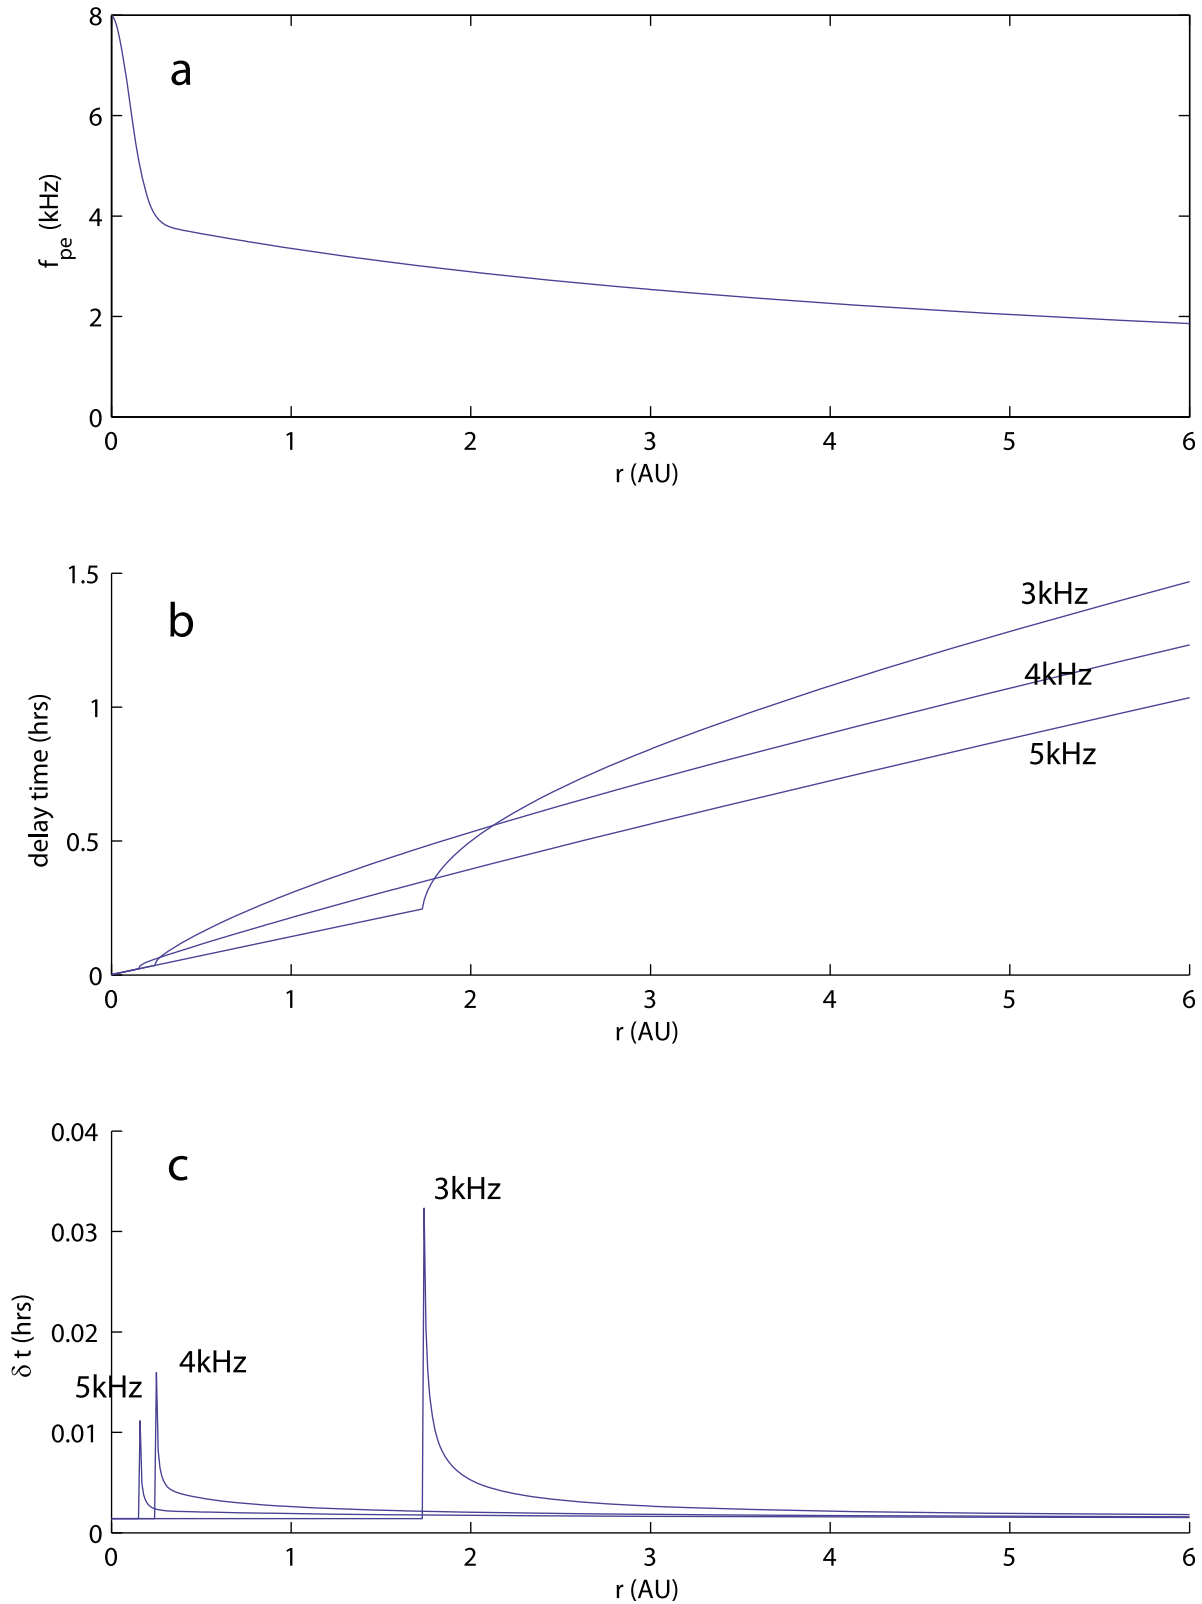 8
a
6
f pe (kHz)
4
2
0
0 1 2 3 4 5 6
r (AU)
1.5
3kHz
b
4kHz
1
5kHz
delay time (hrs)
0.5
0
0 1 2 3 4 5 6
r (AU)
0.04
c
3kHz
0.03
δ t (hrs)
0.02
4kHz
5kHz
0.01
0
0 1 2 3 4 5 6
r (AU)